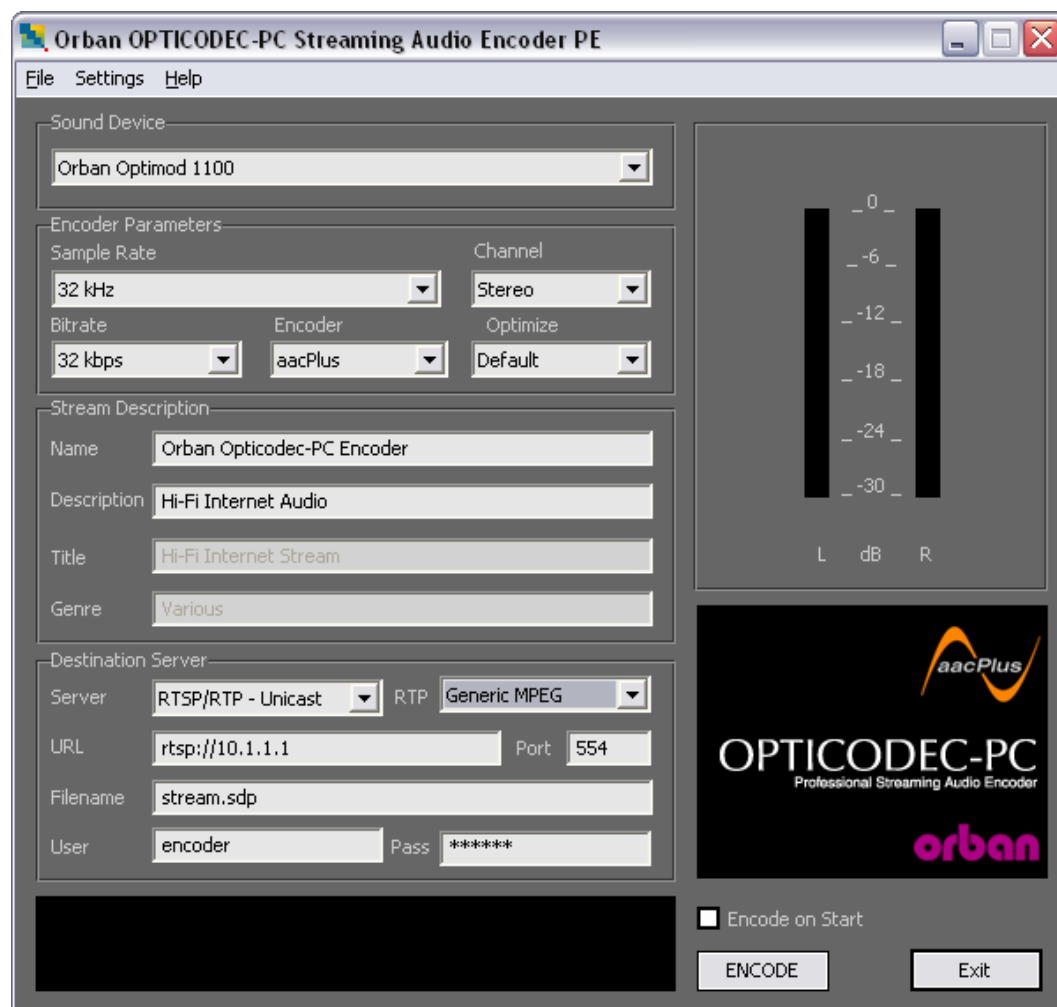 Orban OPTICODEC-PC Streaming Audio Encoder PE
File Settings Help
Sound Device
Orban Optimod 1100
Encoder Parameters
Sample Rate Channel
32 kHz Stereo
Bitrate Encoder Optimize
32 kbps aacPlus Default
Stream Description
Name Orban Opticodec-PC Encoder
Description Hi-Fi Internet Audio
Title Hi-Fi Internet Stream
Genre Various
Destination Server
Server RTSP/RTP - Unicast RTP Generic MPEG
URL rtsp://10.1.1.1 Port 554
Filename stream.sdp
User encoder Pass ******
_ 0 _
_ -6 _
_ -12 _
_ -18 _
_ -24 _
_ -30 _
L dB R
aacPlus
OPTICODEC-PC
Professional Streaming Audio Encoder
orban
Encode on Start
ENCODE Exit